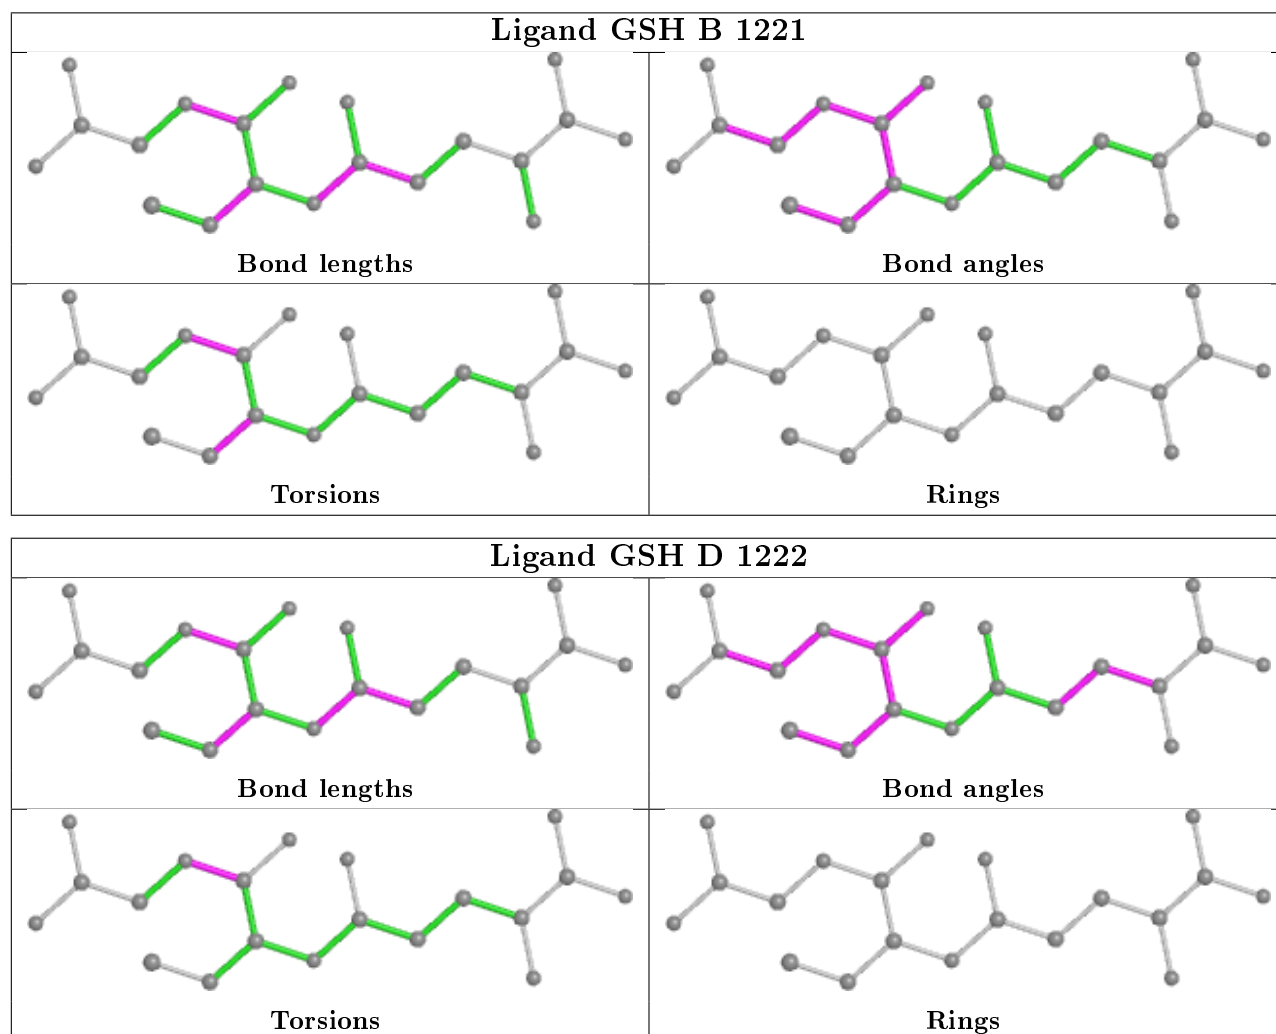 Ligand GSH B 1221
Bond lengths Bond angles
Torsions Rings
Ligand GSH D 1222
Bond lengths Bond angles
Torsions Rings